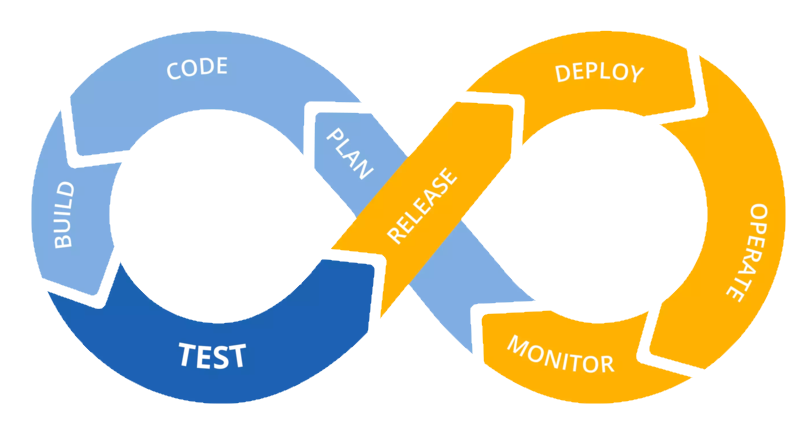 CODE
DEPLOY
PLAN
BUILD
RELEASE
OPERATE
TEST
MONITOR